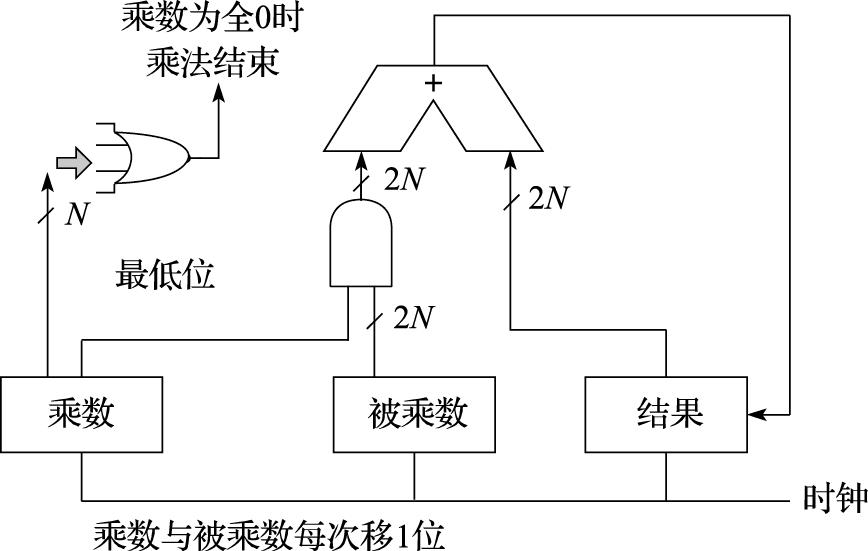 乘数为全0时
乘法结束
+
2N
2N
N
最低位
2N
乘数
被乘数
结果
时钟
乘数与被乘数每次移1位